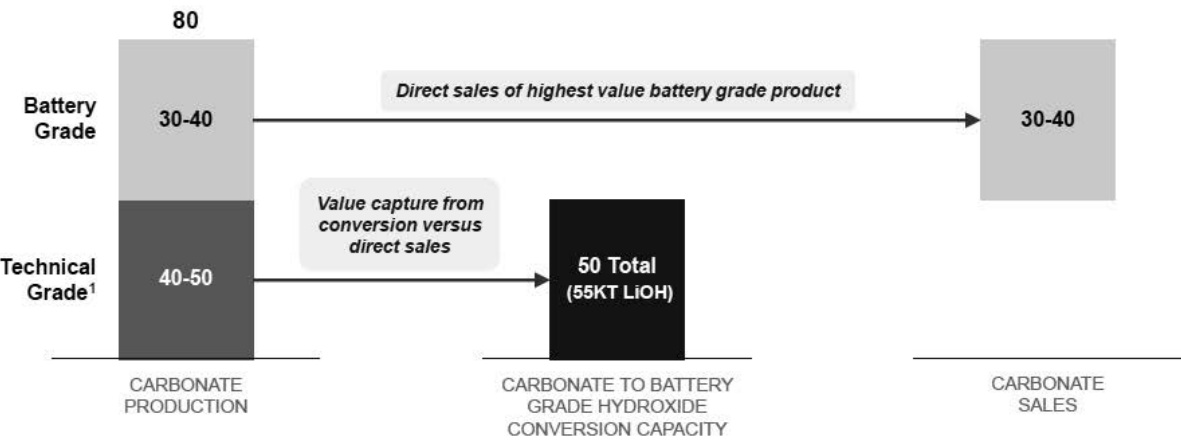 80
Battery
Grade
30-40
Direct sales of highest value battery grade product
30-40
Value capture from
conversion versus
direct sales
Technical
Grade¹
40-50
50 Total
(55KT LiOH)
CARBONATE
PRODUCTION
CARBONATE TO BATTERY
GRADE HYDROXIDE
CONVERSION CAPACITY
CARBONATE
SALES